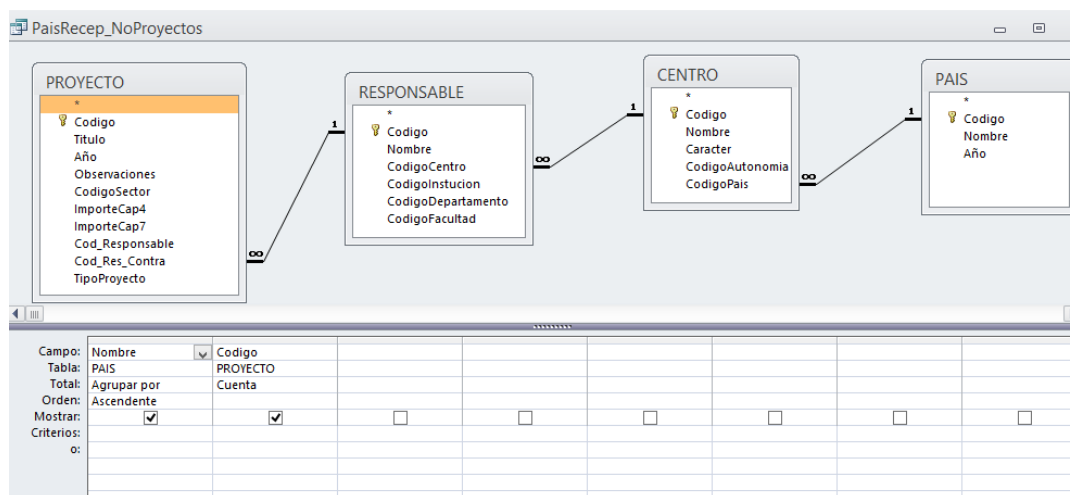 PaisRecep_NoProyectos
PROYECTO
*
Codigo
Titulo
Año
Observaciones
CodigoSector
ImporteCap4
ImporteCap7
Cod_Responsable
Cod_Res_Contra
TipoProyecto
1
∞
RESPONSABLE
*
Codigo
Nombre
CodigoCentro
CodigoInstucion
CodigoDepartamento
CodigoFacultad
1
∞
CENTRO
*
Codigo
Nombre
Caracter
CodigoAutonomia
CodigoPais
1
∞
PAIS
*
Codigo
Nombre
Año
Campo: Nombre Codigo
Tabla: PAIS PROYECTO
Total: Agrupar por Cuenta
Orden: Ascendente
Mostrar:
Criterios:
o: